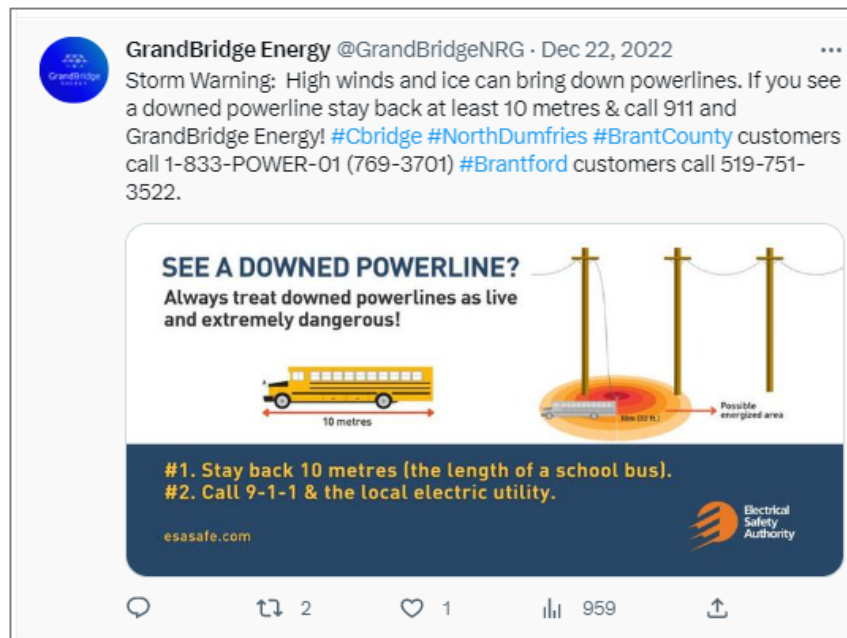 GrandBridge Energy @GrandBridgeNRG · Dec 22, 2022
GrandBridge
ENERGY
Storm Warning:  High winds and ice can bring down powerlines. If you see
a downed powerline stay back at least 10 metres & call 911 and
GrandBridge Energy! #Cbridge #NorthDumfries #BrantCounty customers
call 1-833-POWER-01 (769-3701) #Brantford customers call 519-751-
3522.
SEE A DOWNED POWERLINE?
Always treat downed powerlines as live
and extremely dangerous!
10 metres
10m (33 ft.)
Possible
energized area
#1. Stay back 10 metres (the length of a school bus).
#2. Call 9-1-1 & the local electric utility.
esasafe.com
Electrical
Safety
Authority
2
1
959